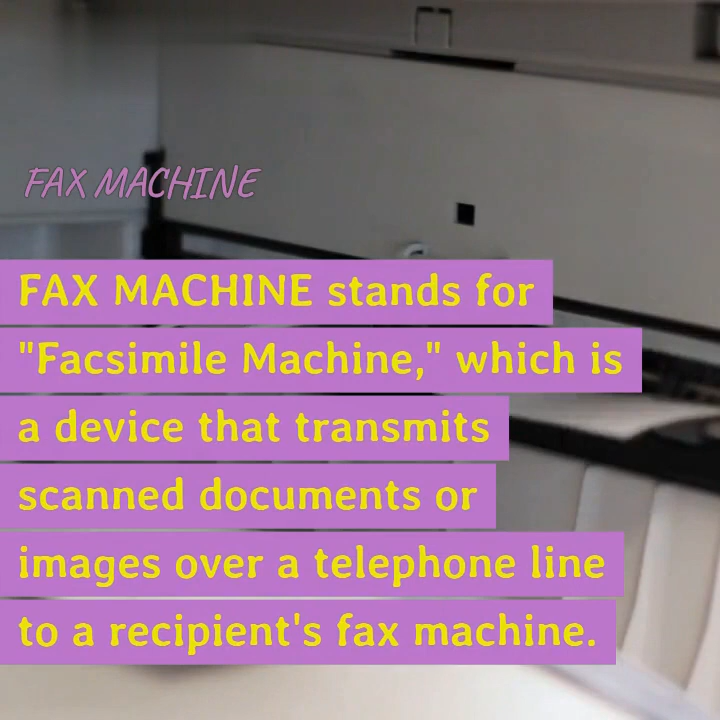 FAX MACHINE
FAX MACHINE stands for
"Facsimile Machine," which is
a device that transmits
scanned documents or
images over a telephone line
to a recipient's fax machine.